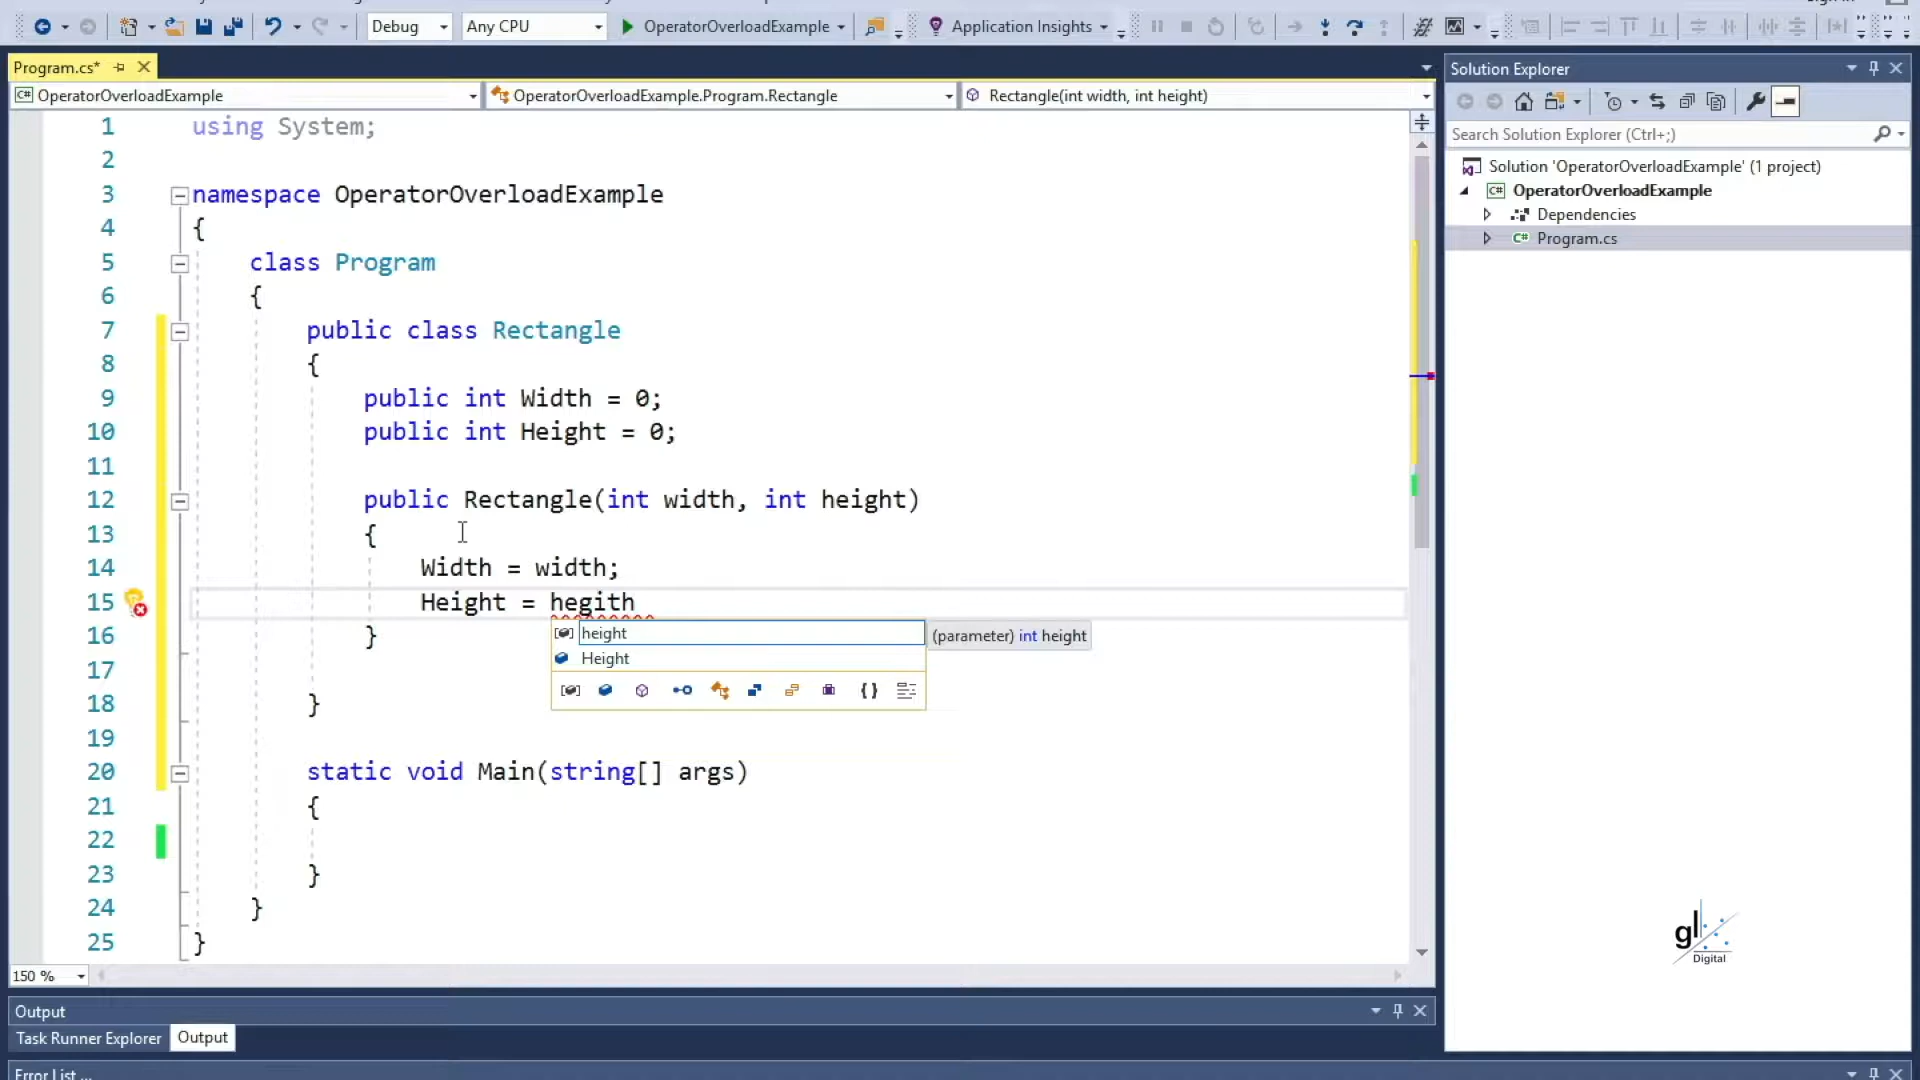 Debug
Any CPU
OperatorOverloadExample
Application Insights
Program.cs*
OperatorOverloadExample
OperatorOverloadExample.Program.Rectangle
Rectangle(int width, int height)
1 using System;
2
3 namespace OperatorOverloadExample
4 {
5 class Program
6 {
7 public class Rectangle
8 {
9 public int Width = 0;
10 public int Height = 0;
11
12 public Rectangle(int width, int height)
13 {
14 Width = width;
15 Height = hegith
height
(parameter) int height
Height
16 }
17
18 }
19
20 static void Main(string[] args)
21 {
22
23 }
24 }
25 }
150 %
Output
Task Runner Explorer
Output
Error List ...
Solution Explorer
Search Solution Explorer (Ctrl+;)
Solution 'OperatorOverloadExample' (1 project)
C# OperatorOverloadExample
Dependencies
C# Program.cs
gl
Digital